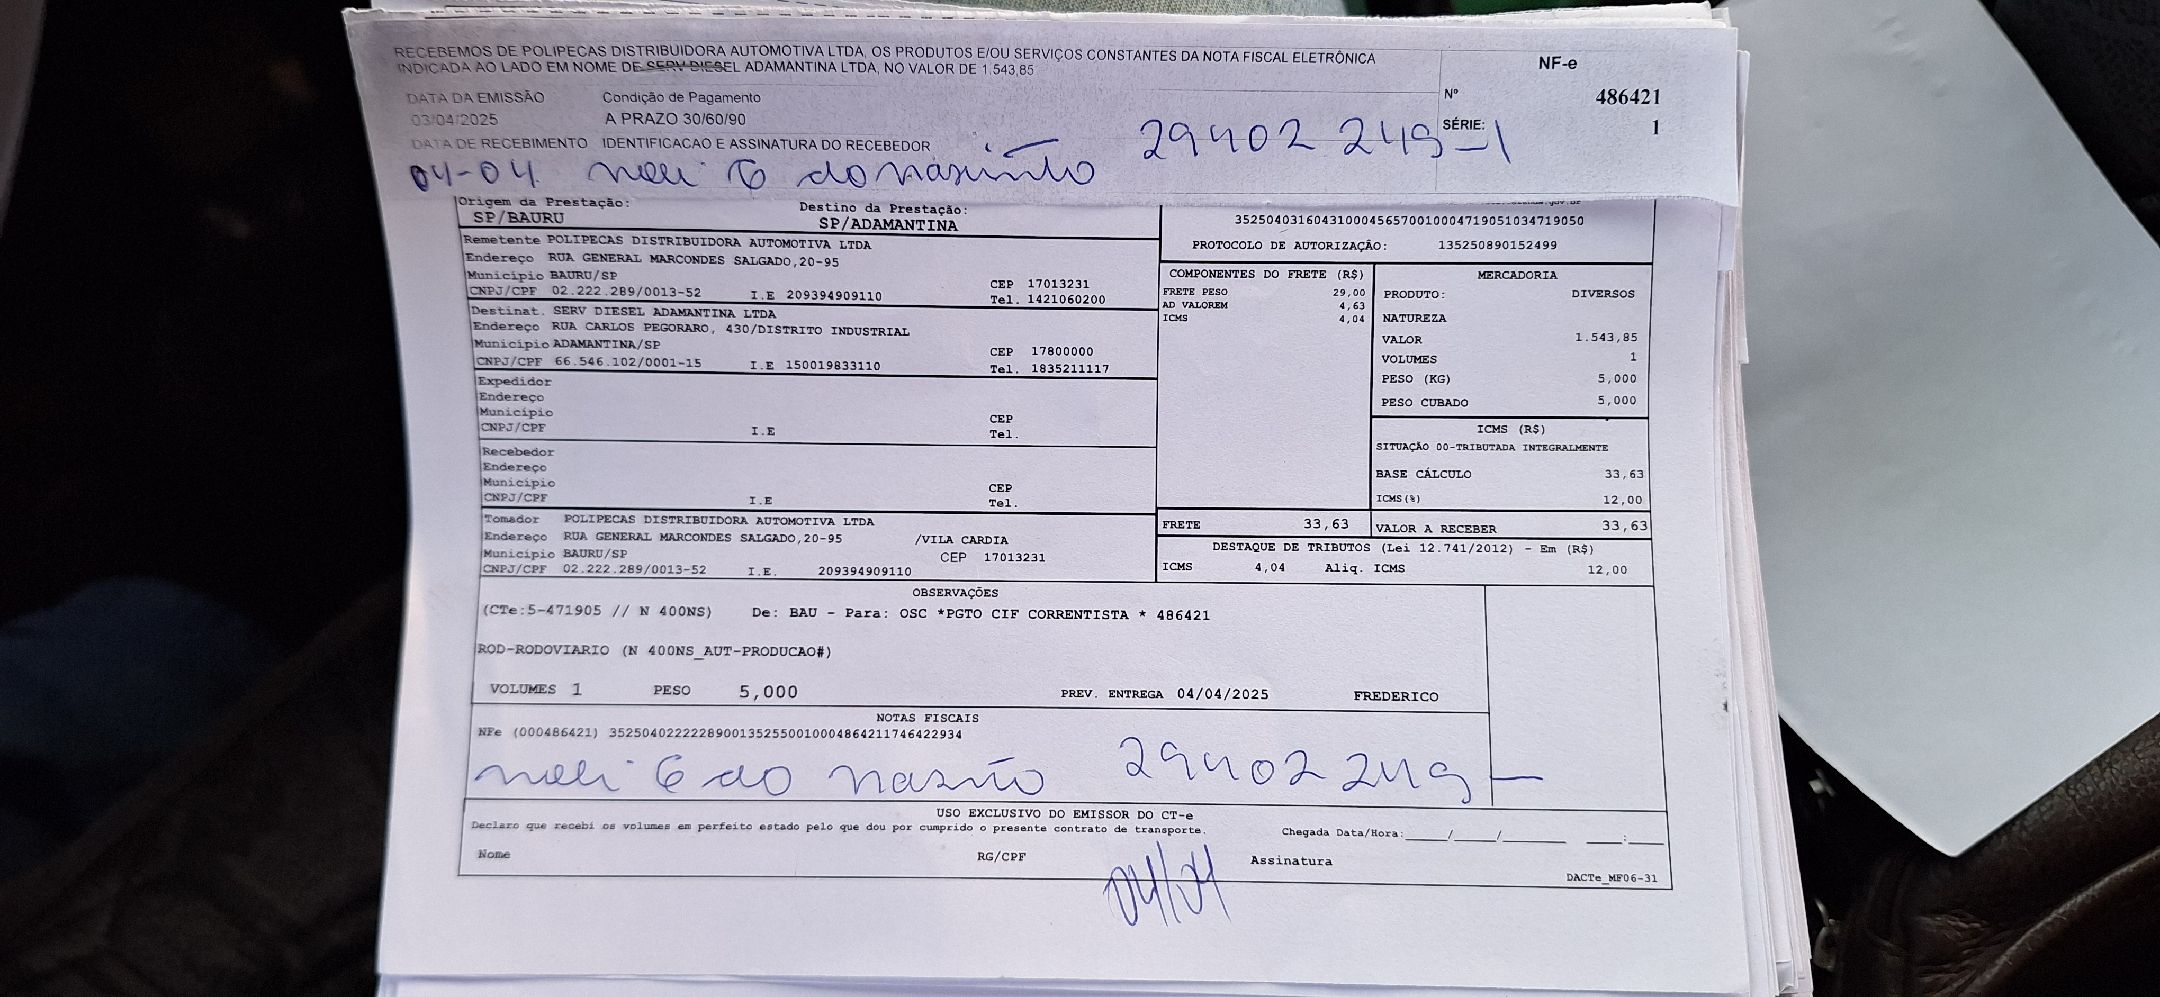 RECEBEMOS DE POLIPECAS DISTRIBUIDORA AUTOMOTIVA LTDA, OS PRODUTOS E/OU SERVIÇOS CONSTANTES DA NOTA FISCAL ELETRÔNICA
INDICADA AO LADO EM NOME DE SERV DIESEL ADAMANTINA LTDA, NO VALOR DE 1.543,85
NF-e
Nº 486421
SÉRIE: 1
DATA DA EMISSÃO Condição de Pagamento
03/04/2025 A PRAZO 30/60/90
DATA DE RECEBIMENTO IDENTIFICACAO E ASSINATURA DO RECEBEDOR
29402 249-1
04-04 do
Origem da Prestação: Destino da Prestação:
SP/BAURU SP/ADAMANTINA
35250403160431000456570010004719051034719050
PROTOCOLO DE AUTORIZAÇÃO: 135250890152499
Remetente POLIPECAS DISTRIBUIDORA AUTOMOTIVA LTDA
Endereço RUA GENERAL MARCONDES SALGADO,20-95
Município BAURU/SP CEP 17013231
CNPJ/CPF 02.222.289/0013-52 I.E 209394909110 Tel. 1421060200
Destinat. SERV DIESEL ADAMANTINA LTDA
Endereço RUA CARLOS PEGORARO, 430/DISTRITO INDUSTRIAL
Município ADAMANTINA/SP CEP 17800000
CNPJ/CPF 66.546.102/0001-15 I.E 150019833110 Tel. 1835211117
Expedidor
Endereço
Município CEP
CNPJ/CPF I.E Tel.
Recebedor
Endereço
Município CEP
CNPJ/CPF I.E Tel.
Tomador POLIPECAS DISTRIBUIDORA AUTOMOTIVA LTDA
Endereço RUA GENERAL MARCONDES SALGADO,20-95 /VILA CARDIA
Município BAURU/SP CEP 17013231
CNPJ/CPF 02.222.289/0013-52 I.E. 209394909110
COMPONENTES DO FRETE (R$)
FRETE PESO 29,00
AD VALOREM 4,63
ICMS 4,04
FRETE 33,63
MERCADORIA
PRODUTO: DIVERSOS
NATUREZA
VALOR 1.543,85
VOLUMES 1
PESO (KG) 5,000
PESO CUBADO 5,000
ICMS (R$)
SITUAÇÃO 00-TRIBUTADA INTEGRALMENTE
BASE CÁLCULO 33,63
ICMS(%) 12,00
VALOR A RECEBER 33,63
DESTAQUE DE TRIBUTOS (Lei 12.741/2012) - Em (R$)
ICMS 4,04 Aliq. ICMS 12,00
OBSERVAÇÕES
(CTe:5-471905 // N 400NS) De: BAU - Para: OSC *PGTO CIF CORRENTISTA * 486421
ROD-RODOVIARIO (N 400NS_AUT-PRODUCAO#)
VOLUMES 1 PESO 5,000 PREV. ENTREGA 04/04/2025 FREDERICO
NOTAS FISCAIS
NFe (000486421) 35250402222289001352550010004864211746422934
do 29402 249
USO EXCLUSIVO DO EMISSOR DO CT-e
Declaro que recebi os volumes em perfeito estado pelo que dou por cumprido o presente contrato de transporte. Chegada Data/Hora:____/____/______ ___:___
Nome RG/CPF Assinatura
04/04
DACTe_MF06-31